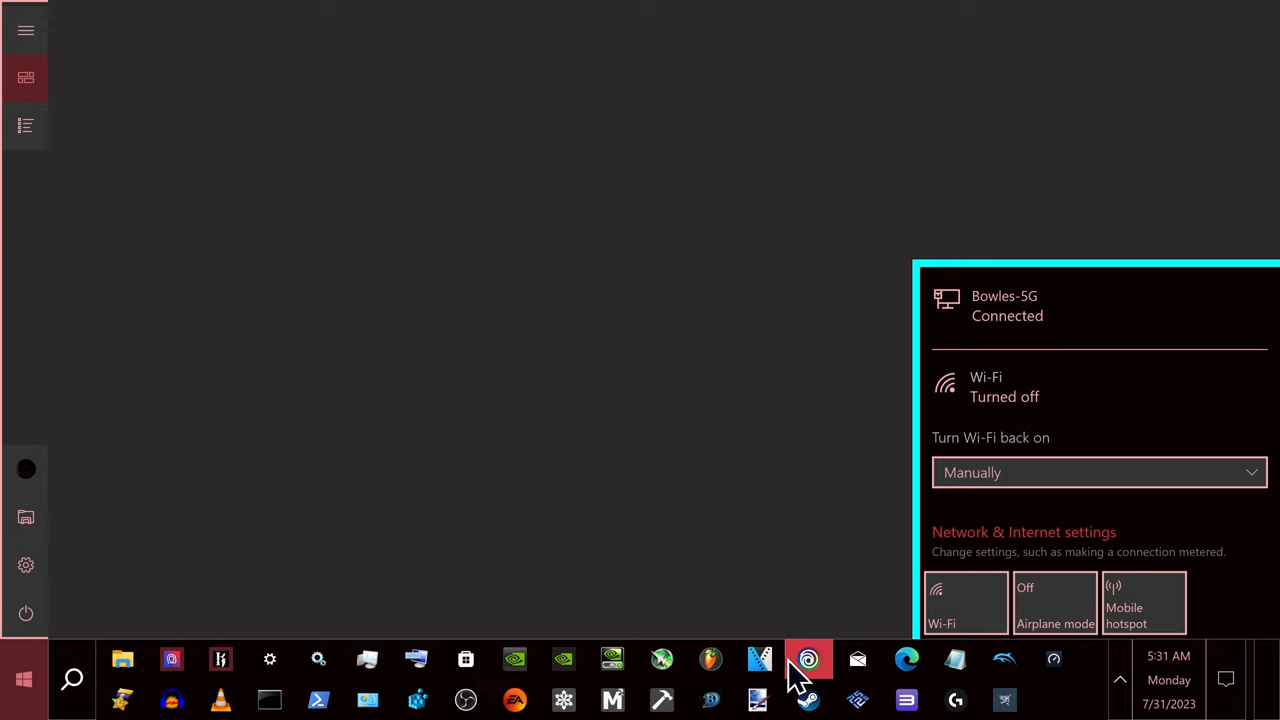 Bowles-5G
Connected
Wi-Fi
Turned off
Turn Wi-Fi back on
Manually
Network & Internet settings
Change settings, such as making a connection metered.
Wi-Fi
Off
Airplane mode
Mobile
hotspot
5:31 AM
Monday
7/31/2023